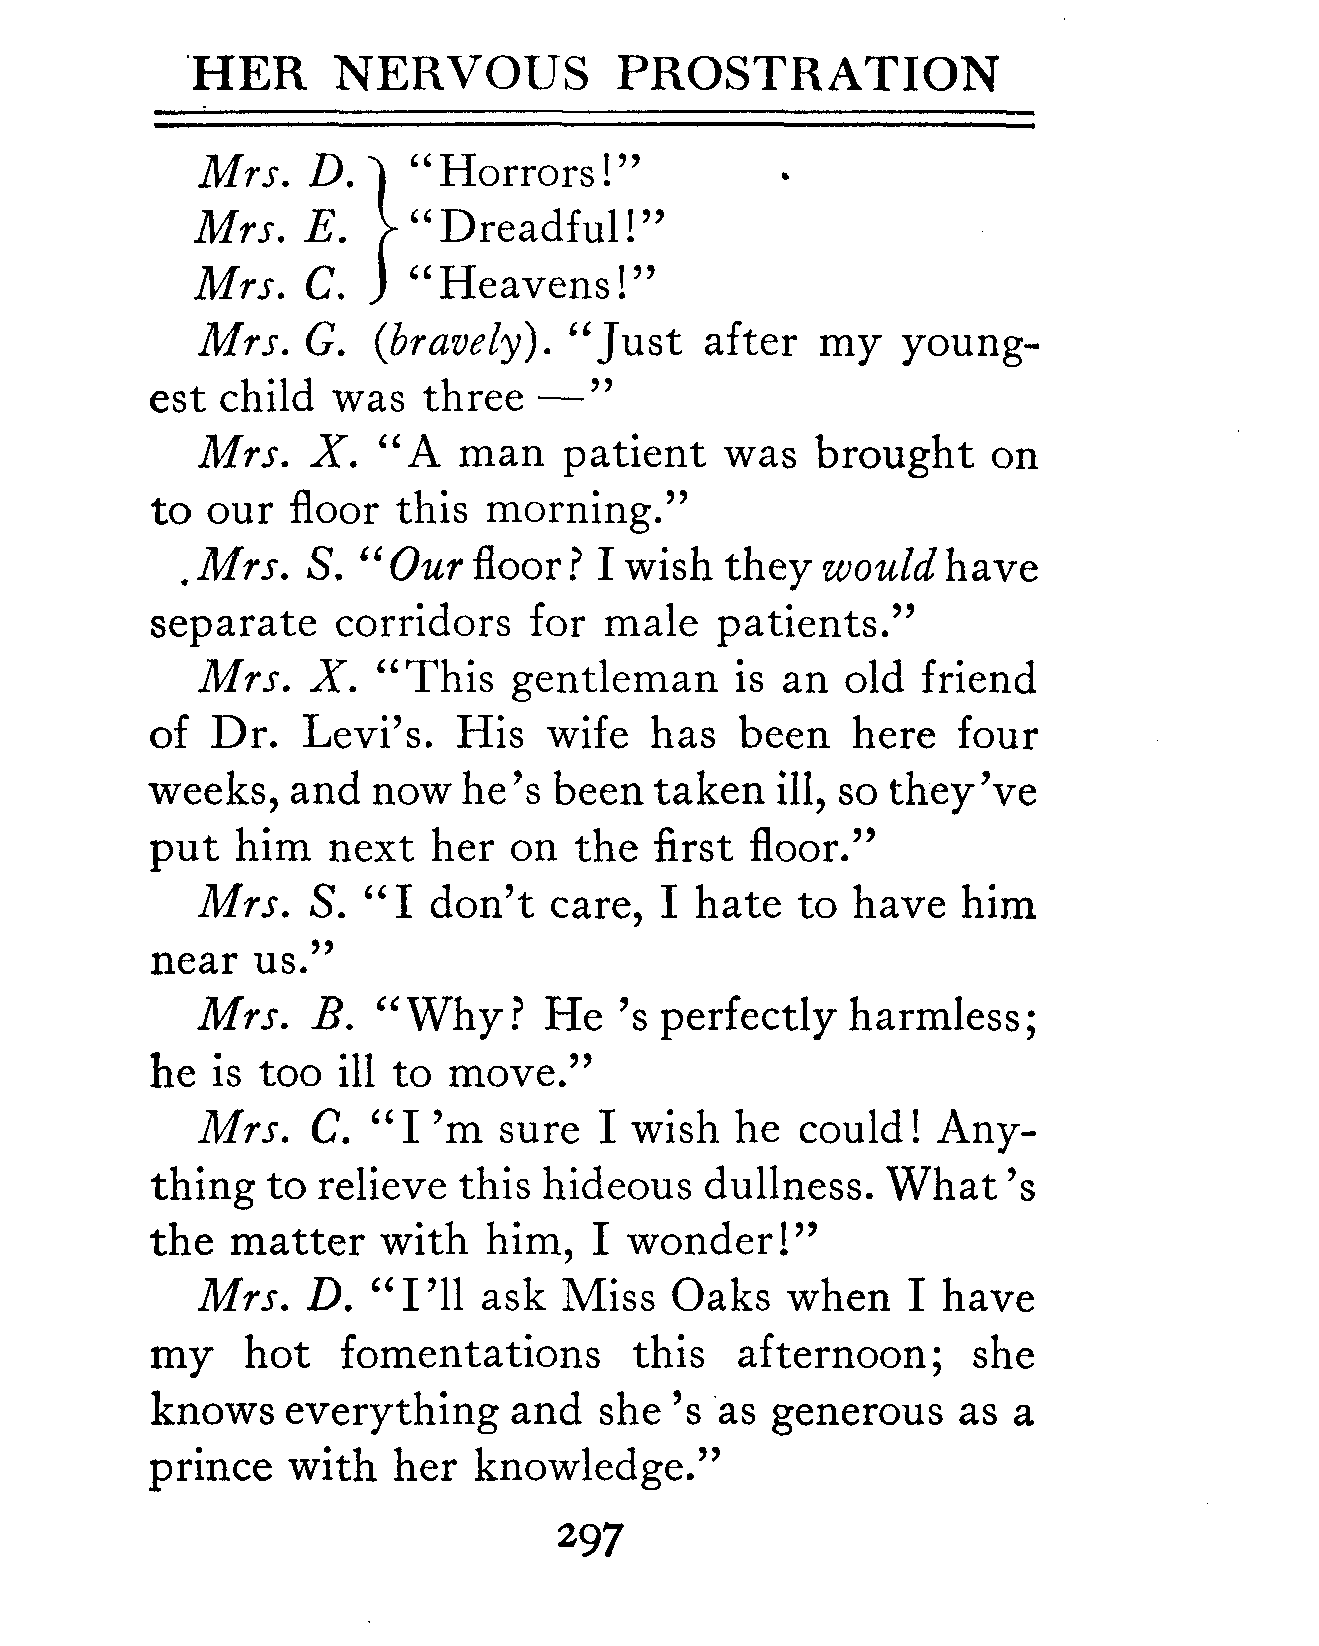 HER NERVOUS PROSTRATION
Mrs. D. } "Horrors!"
Mrs. E. } "Dreadful!"
Mrs. C. } "Heavens!"
Mrs. G. (bravely). "Just after my young-
est child was three —"
Mrs. X. "A man patient was brought on
to our floor this morning."
Mrs. S. "Our floor? I wish they would have
separate corridors for male patients."
Mrs. X. "This gentleman is an old friend
of Dr. Levi's. His wife has been here four
weeks, and now he's been taken ill, so they've
put him next her on the first floor."
Mrs. S. "I don't care, I hate to have him
near us."
Mrs. B. "Why? He 's perfectly harmless;
he is too ill to move."
Mrs. C. "I 'm sure I wish he could! Any-
thing to relieve this hideous dullness. What 's
the matter with him, I wonder!"
Mrs. D. "I'll ask Miss Oaks when I have
my hot fomentations this afternoon; she
knows everything and she 's as generous as a
prince with her knowledge."
297